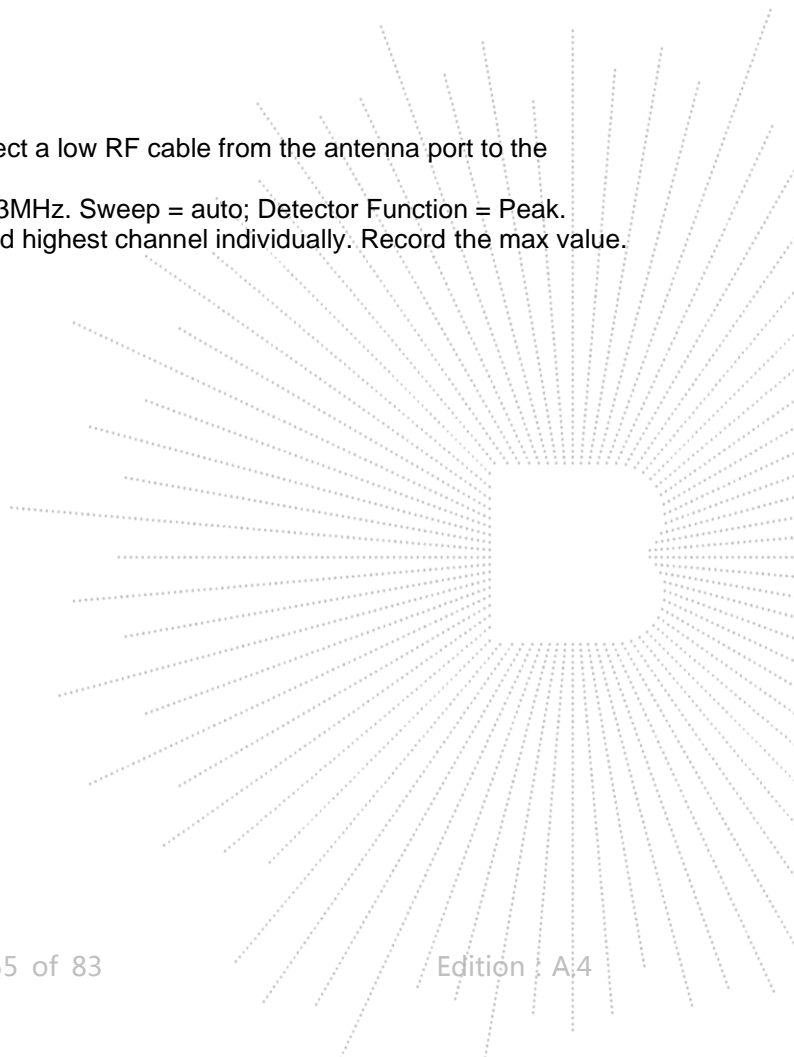 ect a low RF cable from the antenna port to the
3MHz. Sweep = auto; Detector Function = Peak.
d highest channel individually. Record the max value.
5 of 83 Edition : A.4